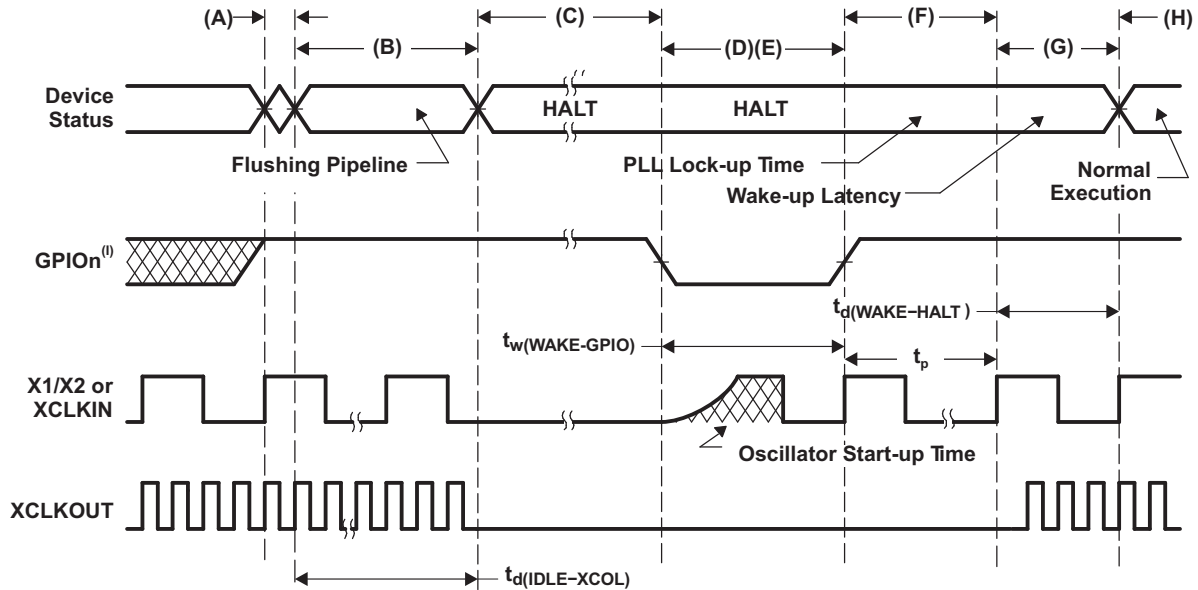 (A)
(C)
(F)
(H)
(B)
(D)(E)
(G)
Device
Status
HALT
HALT
Flushing Pipeline
PLL Lock-up Time
Wake-up Latency
Normal
Execution
GPIOn(I)
td(WAKE−HALT)
tw(WAKE-GPIO)
tp
X1/X2 or
XCLKIN
Oscillator Start-up Time
XCLKOUT
td(IDLE−XCOL)